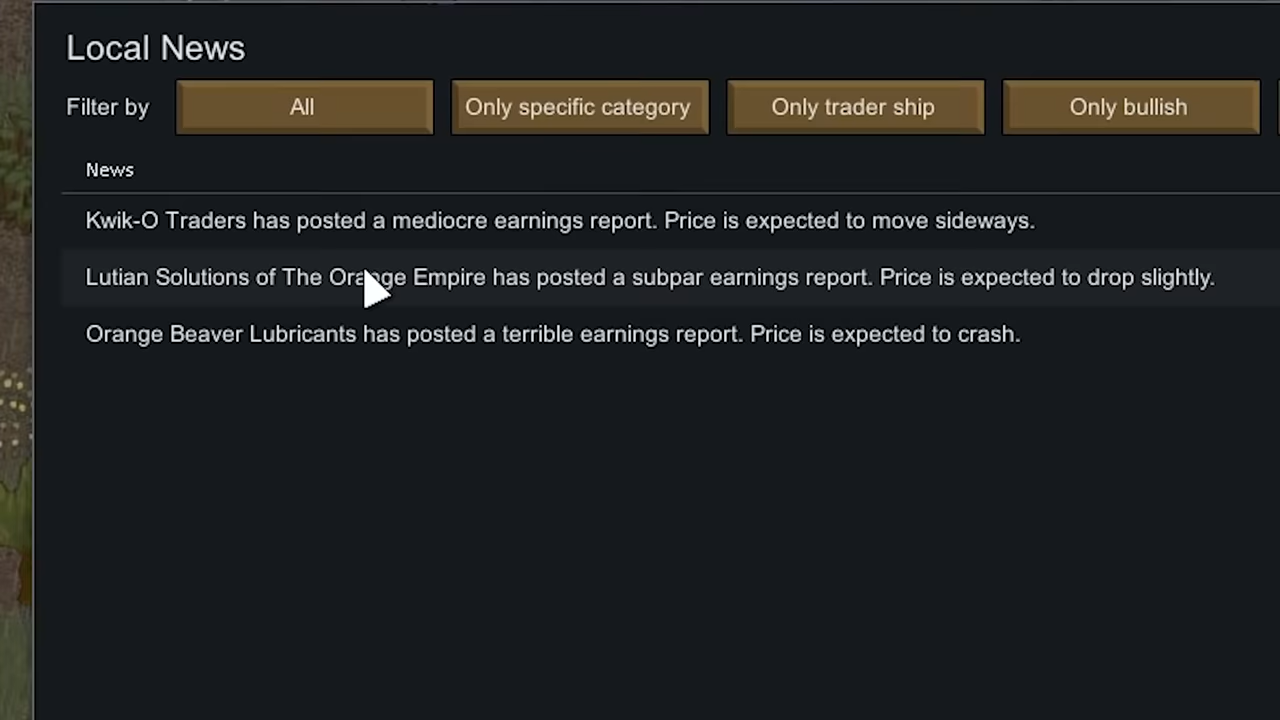 Local News
Filter by All Only specific category Only trader ship Only bullish
News
Kwik-O Traders has posted a mediocre earnings report. Price is expected to move sideways.
Lutian Solutions of The Orange Empire has posted a subpar earnings report. Price is expected to drop slightly.
Orange Beaver Lubricants has posted a terrible earnings report. Price is expected to crash.